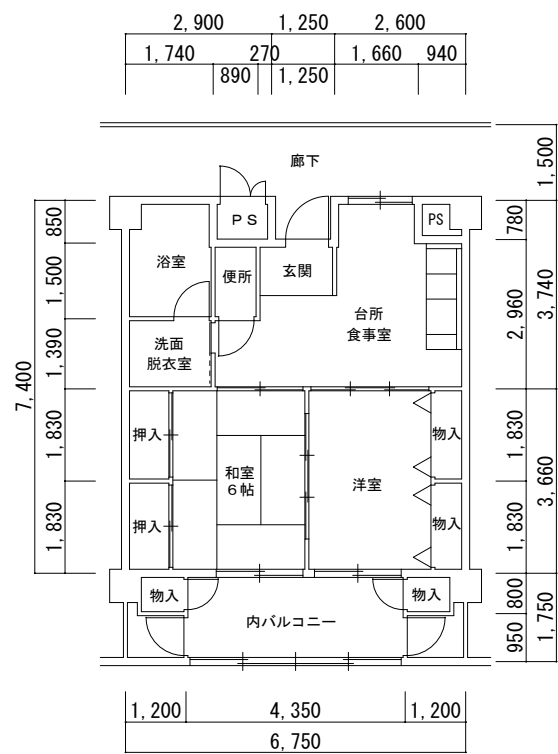 2,900 1,250 2,600
1,740 270 1,660 940
890 1,250
廊下
1,500
850
PS
PS
780
浴室
便所
玄関
1,500
台所
食事室
2,960
3,740
洗面
脱衣室
1,390
7,400
押入
和室
6帖
洋室
物入
1,830
1,830
3,660
押入
物入
1,830
1,830
物入
物入
800
内バルコニー
950
1,750
1,200 4,350 1,200
6,750